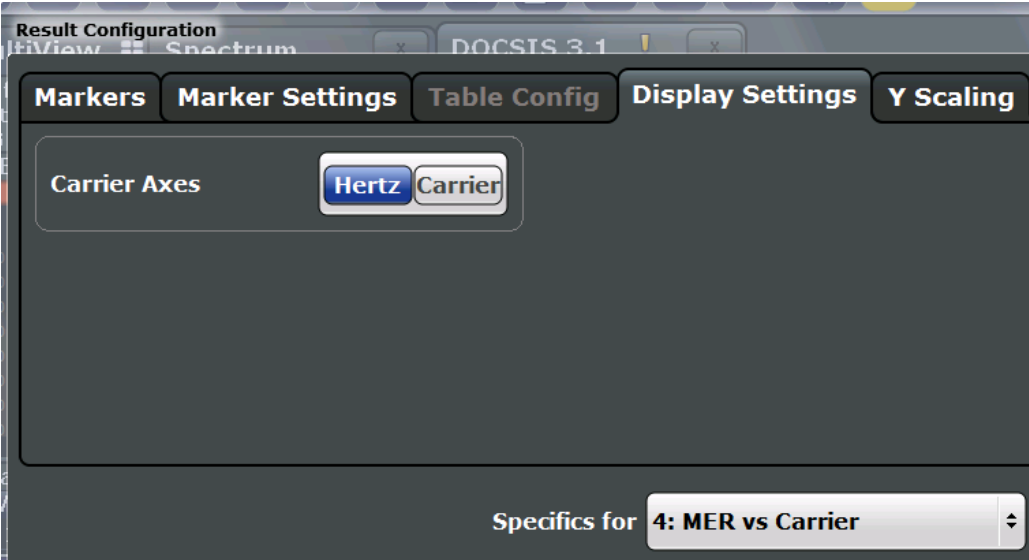 Result Configuration
ltiView Spectrum x DOCSIS 3.1 x
Markers Marker Settings Table Config Display Settings Y Scaling
Carrier Axes Hertz Carrier
Specifics for 4: MER vs Carrier